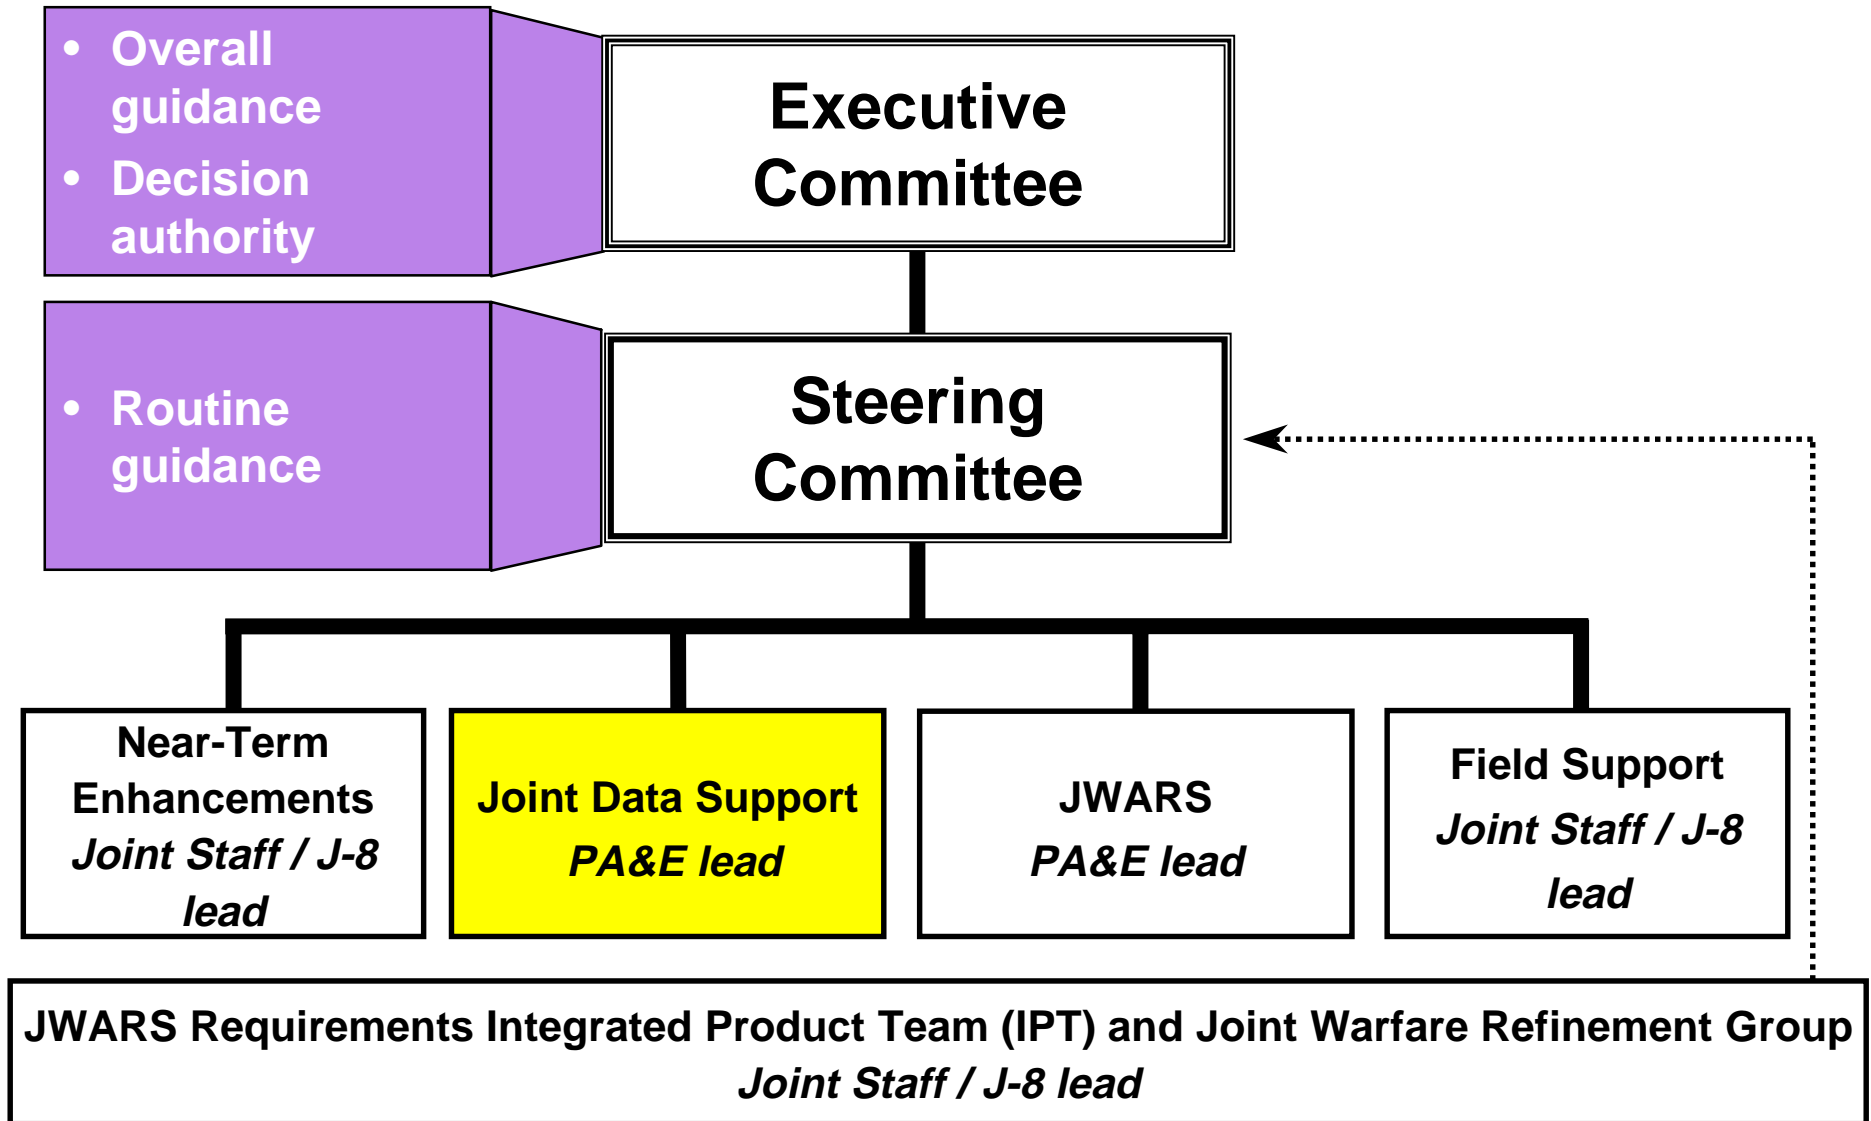 • Overall
guidance
• Decision
authority
Executive
Committee
• Routine
guidance
Steering
Committee
Near-Term
Enhancements
Joint Staff / J-8
lead
Joint Data Support
PA&E lead
JWARS
PA&E lead
Field Support
Joint Staff / J-8
lead
JWARS Requirements Integrated Product Team (IPT) and Joint Warfare Refinement Group
Joint Staff / J-8 lead